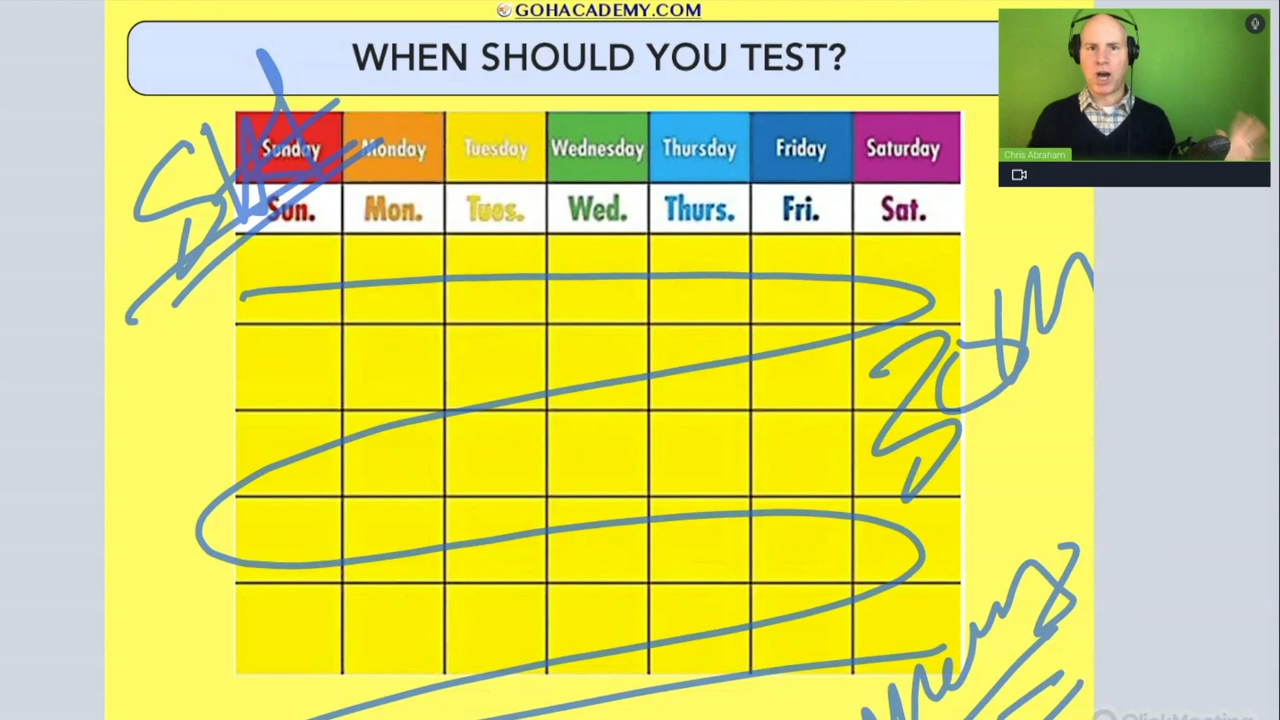 GOHACADEMY.COM
WHEN SHOULD YOU TEST?
Sunday Monday Tuesday Wednesday Thursday Friday Saturday
Sun. Mon. Tues. Wed. Thurs. Fri. Sat.
Chris Abraham
ClickMeeting